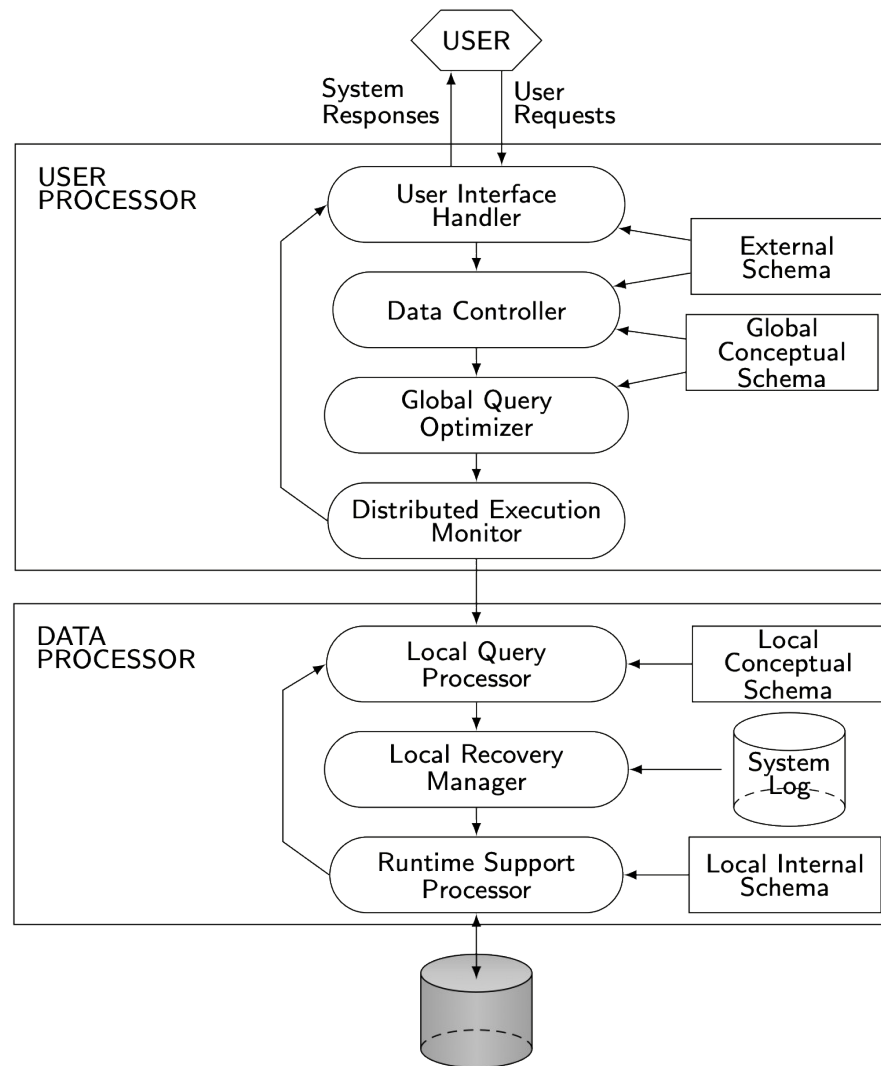 USER
System
Responses
User
Requests
USER
PROCESSOR
User Interface
Handler
External
Schema
Data Controller
Global
Conceptual
Schema
Global Query
Optimizer
Distributed Execution
Monitor
DATA
PROCESSOR
Local Query
Processor
Local
Conceptual
Schema
Local Recovery
Manager
System
Log
Runtime Support
Processor
Local Internal
Schema